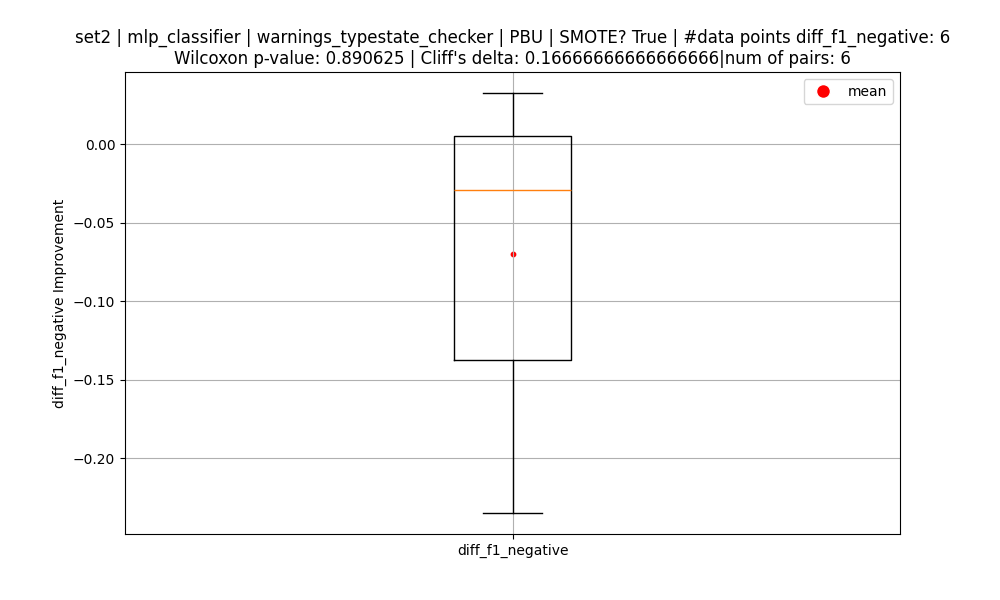 set2 | mlp_classifier | warnings_typestate_checker | PBU | SMOTE? True | #data points diff_f1_negative: 6
Wilcoxon p-value: 0.890625 | Cliff's delta: 0.16666666666666666|num of pairs: 6
mean
0.00
−0.05
−0.10
−0.15
−0.20
diff_f1_negative Improvement
diff_f1_negative